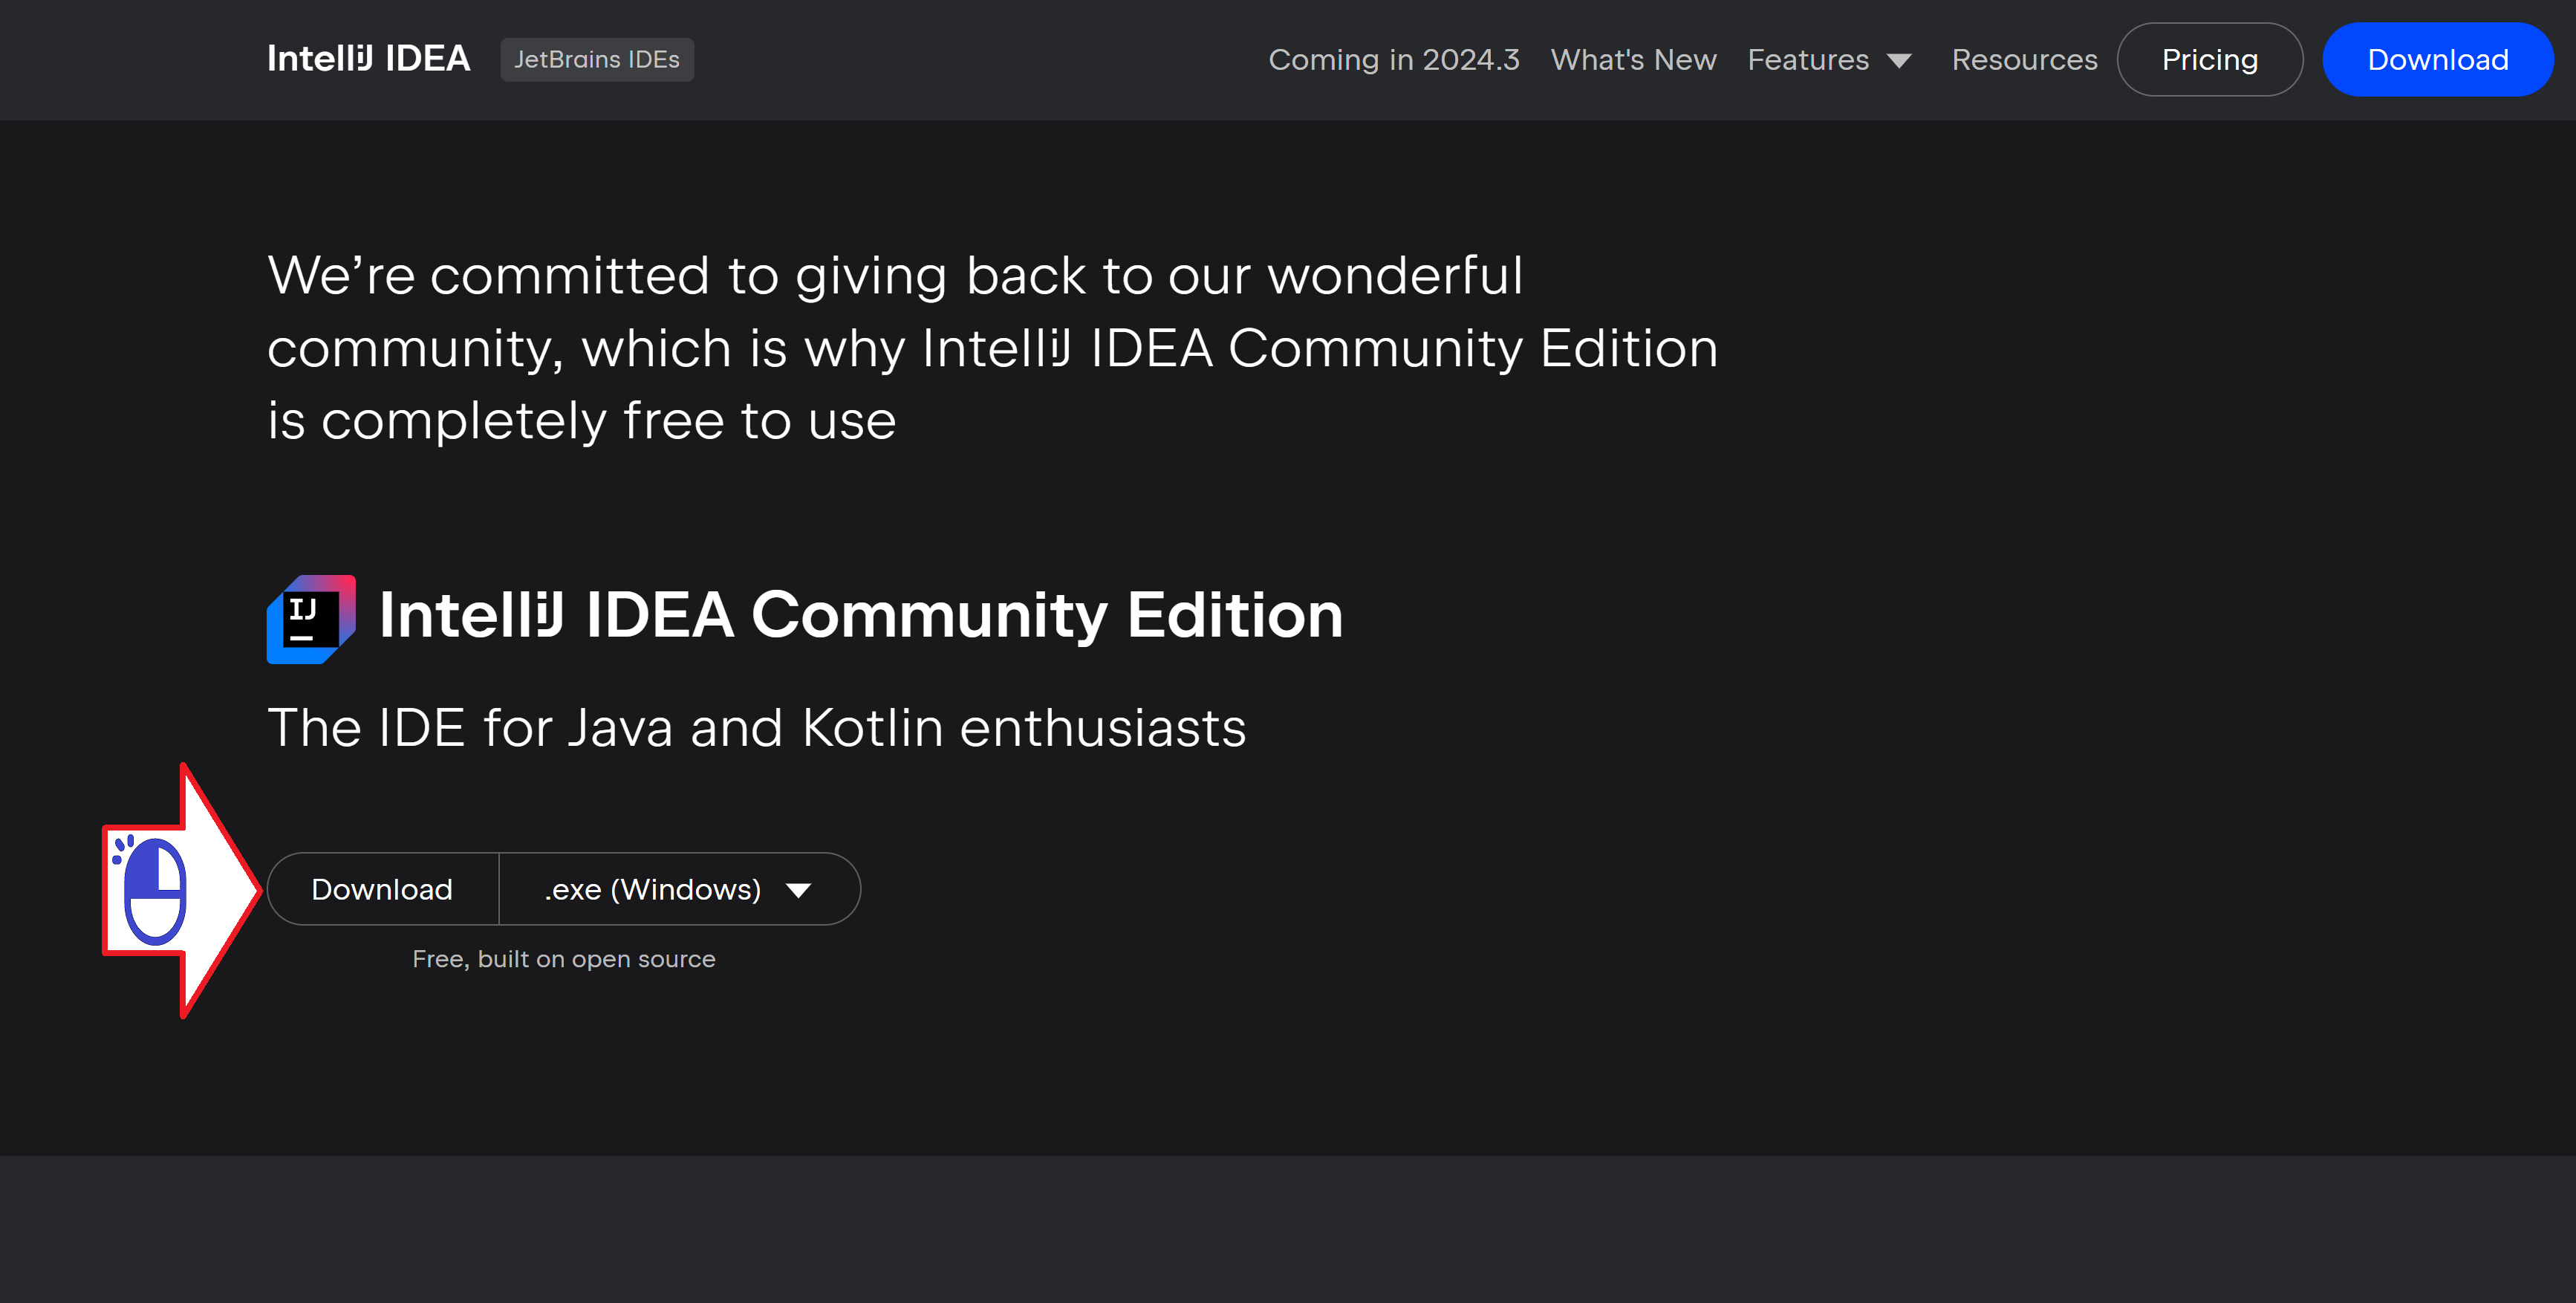 IntelliJ IDEA
JetBrains IDEs
Coming in 2024.3
What's New
Features
Resources
Pricing
Download
We’re committed to giving back to our wonderful
community, which is why IntelliJ IDEA Community Edition
is completely free to use
IJ
IntelliJ IDEA Community Edition
The IDE for Java and Kotlin enthusiasts
Download
.exe (Windows)
Free, built on open source